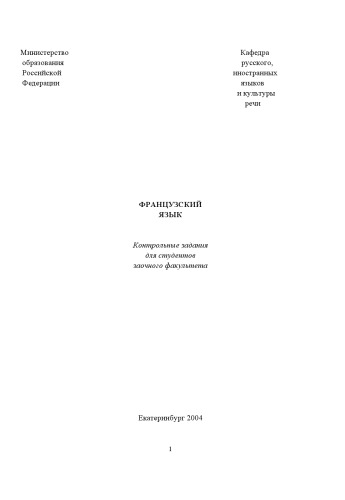 Министерство
образования
Российской
Федерации
Кафедра
русского,
иностранных
языков
и культуры
речи
ФРАНЦУЗСКИЙ
ЯЗЫК
Контрольные задания
для студентов
заочного факультета
Екатеринбург 2004
1